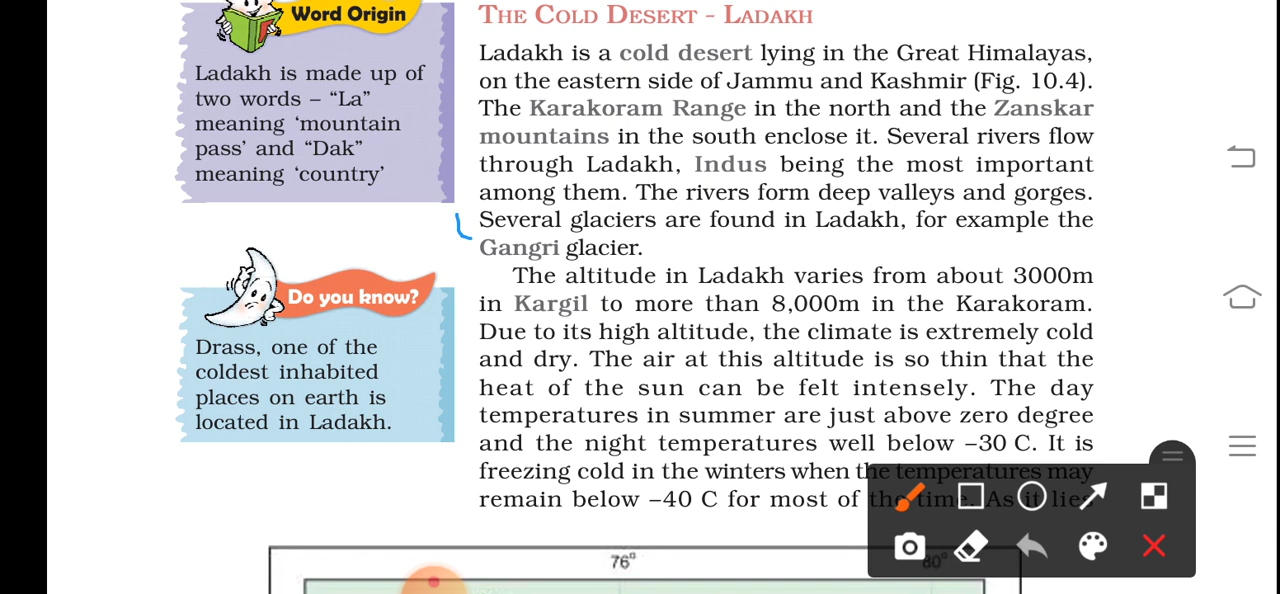 Word Origin
Ladakh is made up of
two words – “La”
meaning ‘mountain
pass’ and “Dak”
meaning ‘country’
Do you know?
Drass, one of the
coldest inhabited
places on earth is
located in Ladakh.
THE COLD DESERT - LADAKH
Ladakh is a cold desert lying in the Great Himalayas,
on the eastern side of Jammu and Kashmir (Fig. 10.4).
The Karakoram Range in the north and the Zanskar
mountains in the south enclose it. Several rivers flow
through Ladakh, Indus being the most important
among them. The rivers form deep valleys and gorges.
Several glaciers are found in Ladakh, for example the
Gangri glacier.
The altitude in Ladakh varies from about 3000m
in Kargil to more than 8,000m in the Karakoram.
Due to its high altitude, the climate is extremely cold
and dry. The air at this altitude is so thin that the
heat of the sun can be felt intensely. The day
temperatures in summer are just above zero degree
and the night temperatures well below –30 C. It is
freezing cold in the winters when the temperatures may
remain below –40 C for most of the time. As it lies
76° 80°